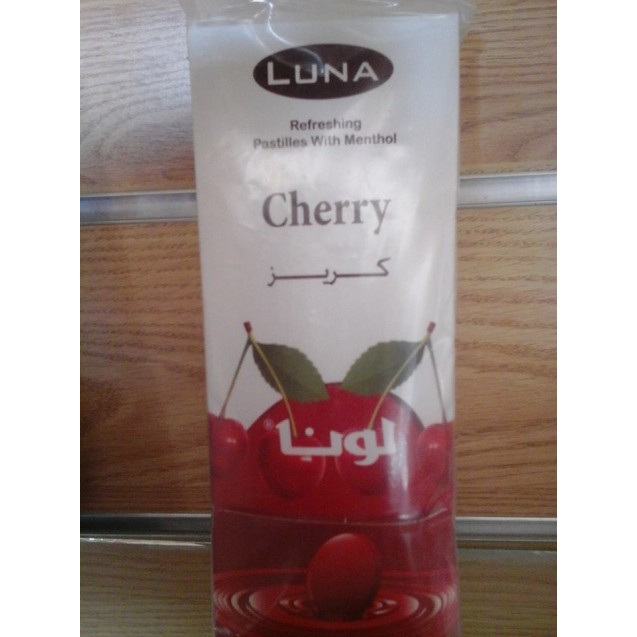 LUNA
Refreshing
Pastilles With Menthol
Cherry
كريز
لونا